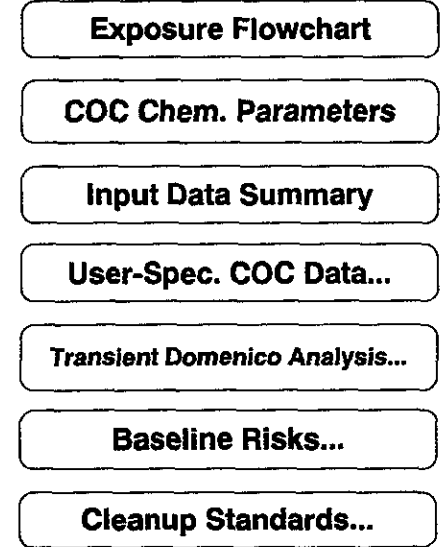 Exposure Flowchart
COC Chem. Parameters
Input Data Summary
User-Spec. COC Data...
Transient Domenico Analysis...
Baseline Risks...
Cleanup Standards...